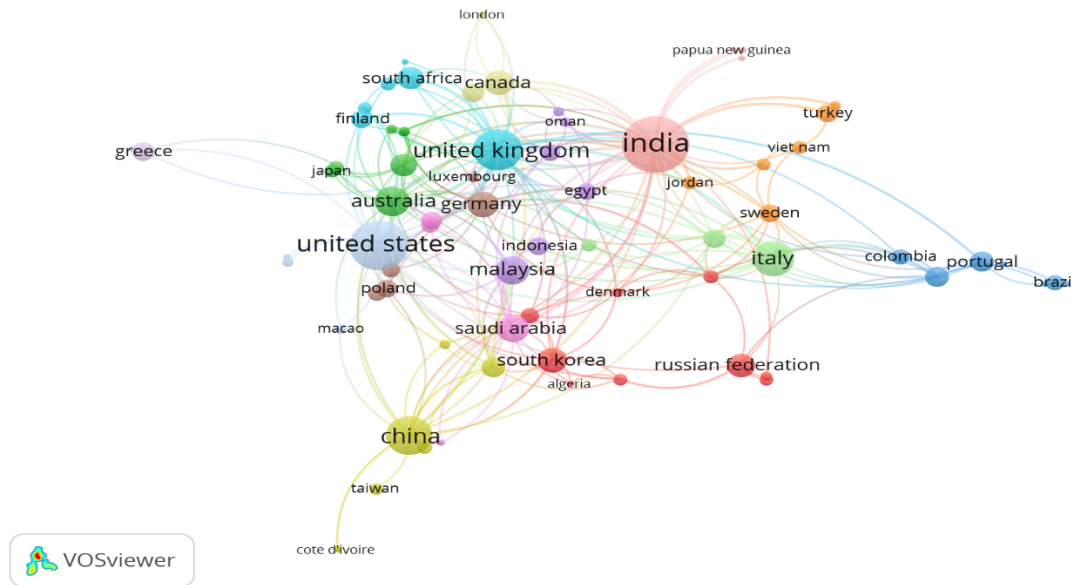 london
papua new guinea
south africa
canada
turkey
finland
oman
india
greece
united kingdom
viet nam
japan
luxembourg
jordan
egypt
australia
germany
sweden
united states
indonesia
italy
colombia
portugal
malaysia
brazi
poland
denmark
macao
saudi arabia
south korea
russian federation
algeria
china
taiwan
cote d'ivoire
VOSviewer